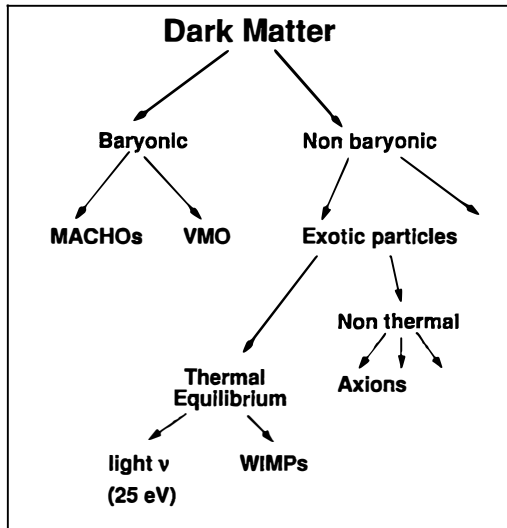 Dark Matter
Baryonic
Non baryonic
MACHOs
VMO
Exotic particles
Non thermal
Axions
Thermal
Equilibrium
light ν
(25 eV)
WIMPs